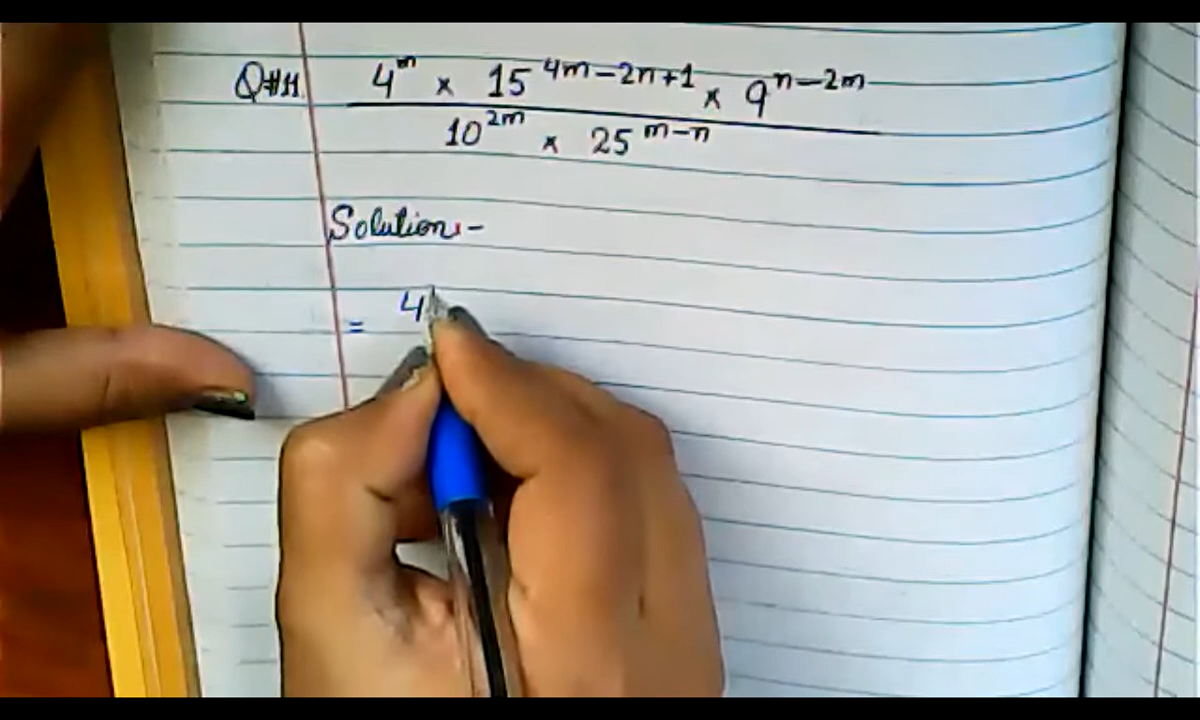 Q#11. 4^m × 15^{4m-2n+1} × 9^{n-2m}
10^{2m} × 25^{m-n}
Solution:-
= 4